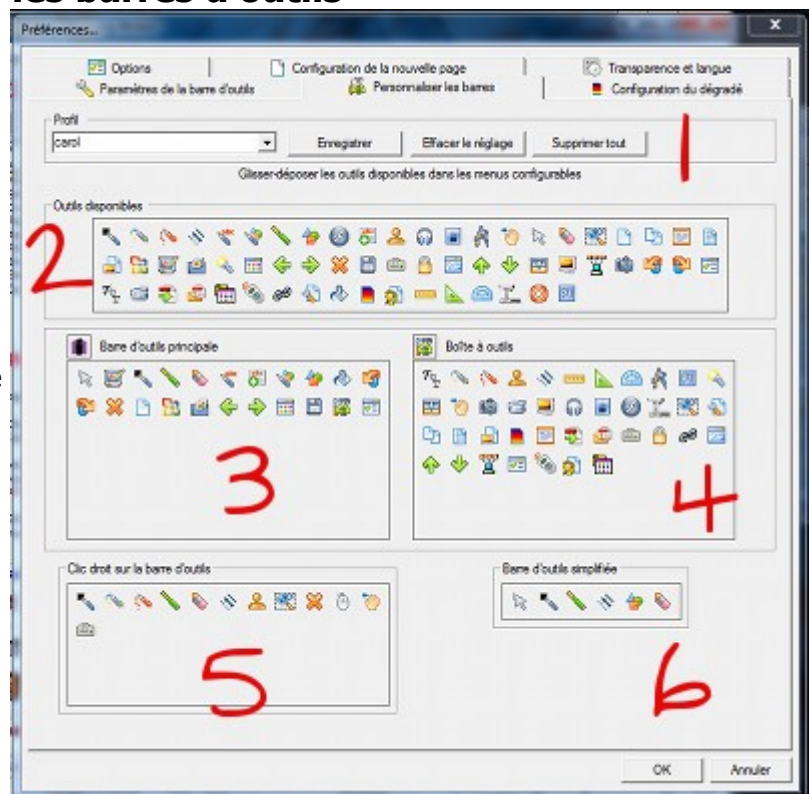 les barres d'outils
Préférences...
Options
Configuration de la nouvelle page
Transparence et langue
Paramètres de la barre d'outils
Personnaliser les barres
Configuration du dégradé
Profil
carol
Enregistrer
Effacer le réglage
Supprimer tout
1
Glisser-déposer les outils disponibles dans les menus configurables
Outils disponibles
2
Barre d'outils principale
Boîte à outils
e
3
4
Clic droit sur la barre d'outils
Barre d'outils simplifiée
5
6
OK
Annuler